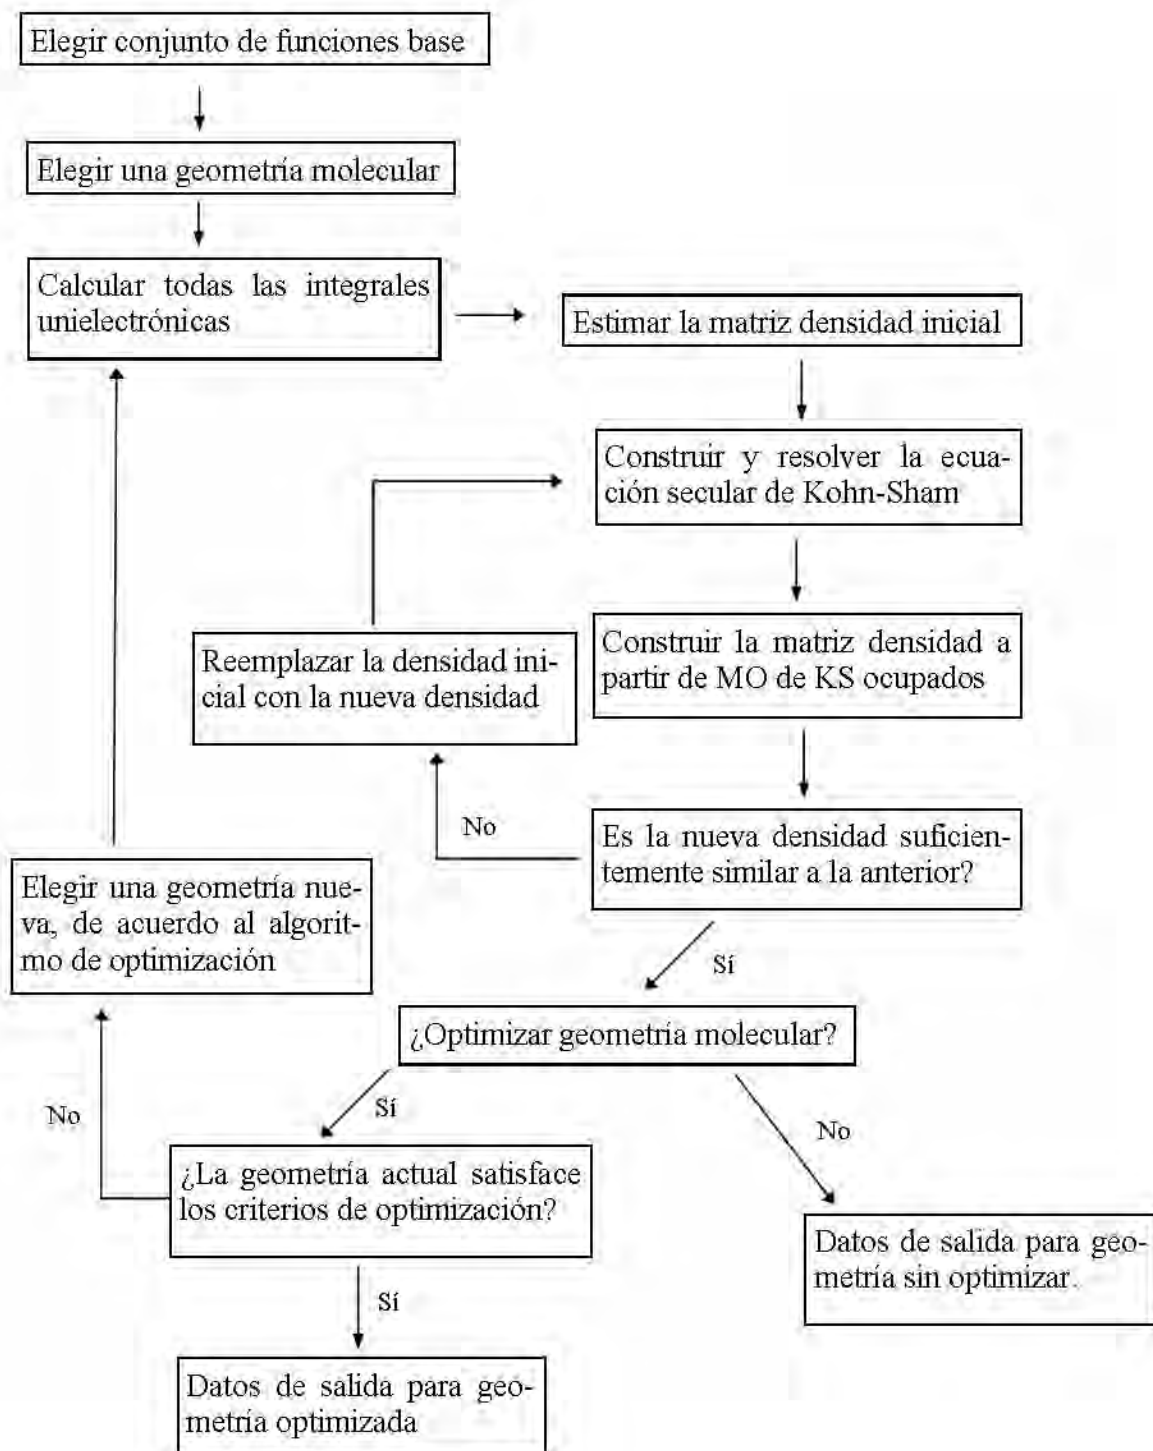 Elegir conjunto de funciones base
Elegir una geometría molecular
Calcular todas las integrales
unielectrónicas
Estimar la matriz densidad inicial
Construir y resolver la ecua-
ción secular de Kohn-Sham
Construir la matriz densidad a
partir de MO de KS ocupados
Reemplazar la densidad ini-
cial con la nueva densidad
No
Es la nueva densidad suficien-
temente similar a la anterior?
Elegir una geometría nue-
va, de acuerdo al algorit-
mo de optimización
Sí
¿Optimizar geometría molecular?
No
Sí
No
¿La geometría actual satisface
los criterios de optimización?
Datos de salida para geo-
metría sin optimizar.
Sí
Datos de salida para geo-
metría optimizada